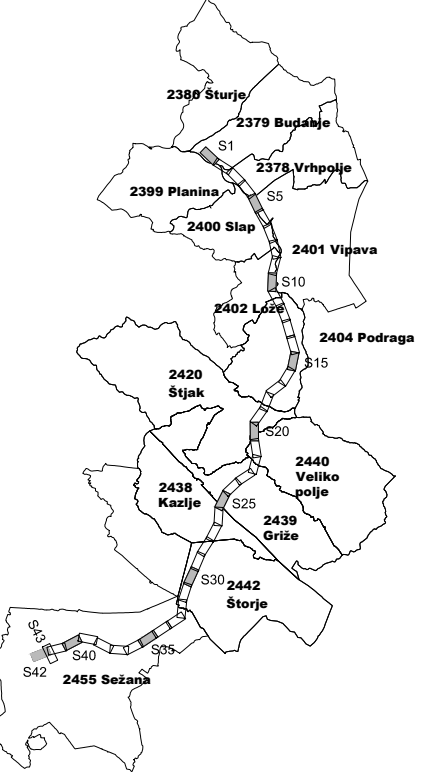 2380 Šturje
2379 Budanje
S1
2378 Vrhpolje
2399 Planina
S5
2400 Slap
2401 Vipava
S10
2402 Lože
2404 Podraga
S15
2420
Štjak
S20
2440
Veliko
polje
2438
Kazlje
S25
2439
Griže
S30
2442
Štorje
S43
S35
S40
S42
2455 Sežana